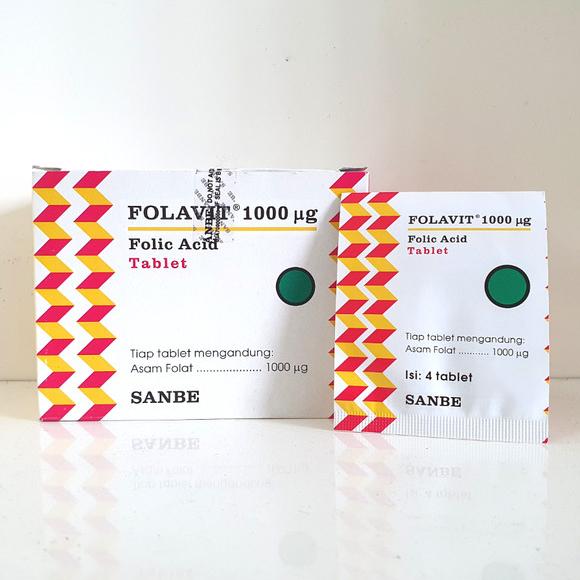 FOLAVIT® 1000 µg
Folic Acid
Tablet
Tiap tablet mengandung:
Asam Folat ..................... 1000 µg
SANBE
FOLAVIT® 1000 µg
Folic Acid
Tablet
Tiap tablet mengandung:
Asam Folat ........... 1000 µg
Isi: 4 tablet
SANBE